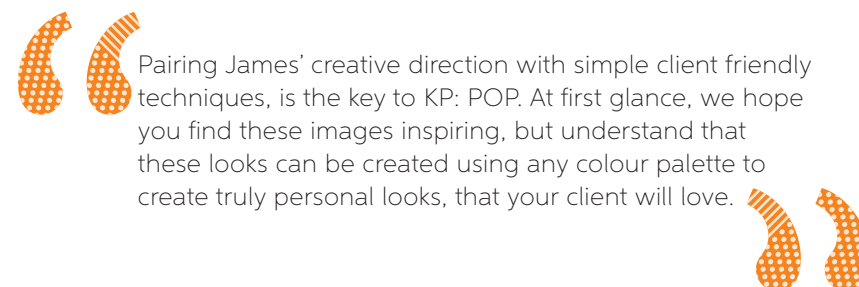 Pairing James’ creative direction with simple client friendly
techniques, is the key to KP: POP. At first glance, we hope
you find these images inspiring, but understand that
these looks can be created using any colour palette to
create truly personal looks, that your client will love.